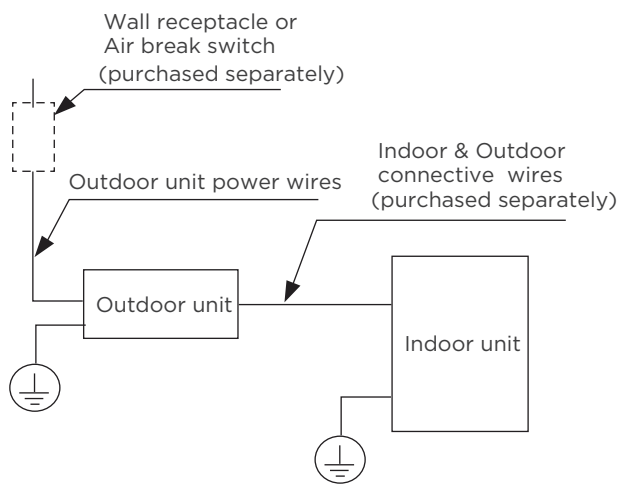 Wall receptacle or
Air break switch
(purchased separately)
Indoor & Outdoor
connective wires
(purchased separately)
Outdoor unit power wires
Outdoor unit
Indoor unit